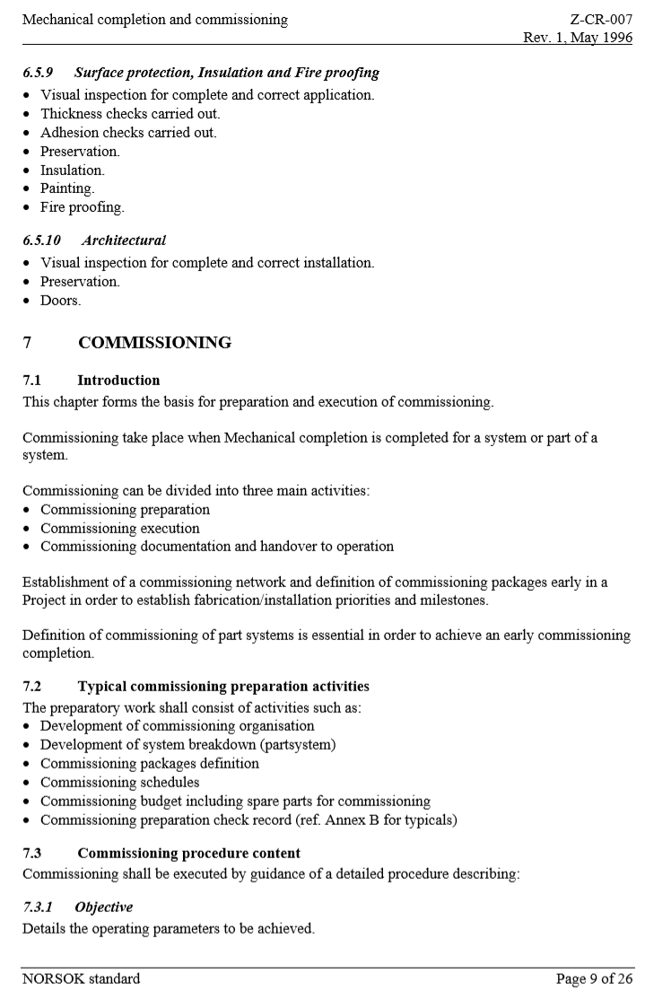 Mechanical completion and commissioning Z-CR-007
Rev. 1, May 1996
6.5.9 Surface protection, Insulation and Fire proofing
• Visual inspection for complete and correct application.
• Thickness checks carried out.
• Adhesion checks carried out.
• Preservation.
• Insulation.
• Painting.
• Fire proofing.
6.5.10 Architectural
• Visual inspection for complete and correct installation.
• Preservation.
• Doors.
7 COMMISSIONING
7.1 Introduction
This chapter forms the basis for preparation and execution of commissioning.
Commissioning take place when Mechanical completion is completed for a system or part of a
system.
Commissioning can be divided into three main activities:
• Commissioning preparation
• Commissioning execution
• Commissioning documentation and handover to operation
Establishment of a commissioning network and definition of commissioning packages early in a
Project in order to establish fabrication/installation priorities and milestones.
Definition of commissioning of part systems is essential in order to achieve an early commissioning
completion.
7.2 Typical commissioning preparation activities
The preparatory work shall consist of activities such as:
• Development of commissioning organisation
• Development of system breakdown (partsystem)
• Commissioning packages definition
• Commissioning schedules
• Commissioning budget including spare parts for commissioning
• Commissioning preparation check record (ref. Annex B for typicals)
7.3 Commissioning procedure content
Commissioning shall be executed by guidance of a detailed procedure describing:
7.3.1 Objective
Details the operating parameters to be achieved.
NORSOK standard Page 9 of 26